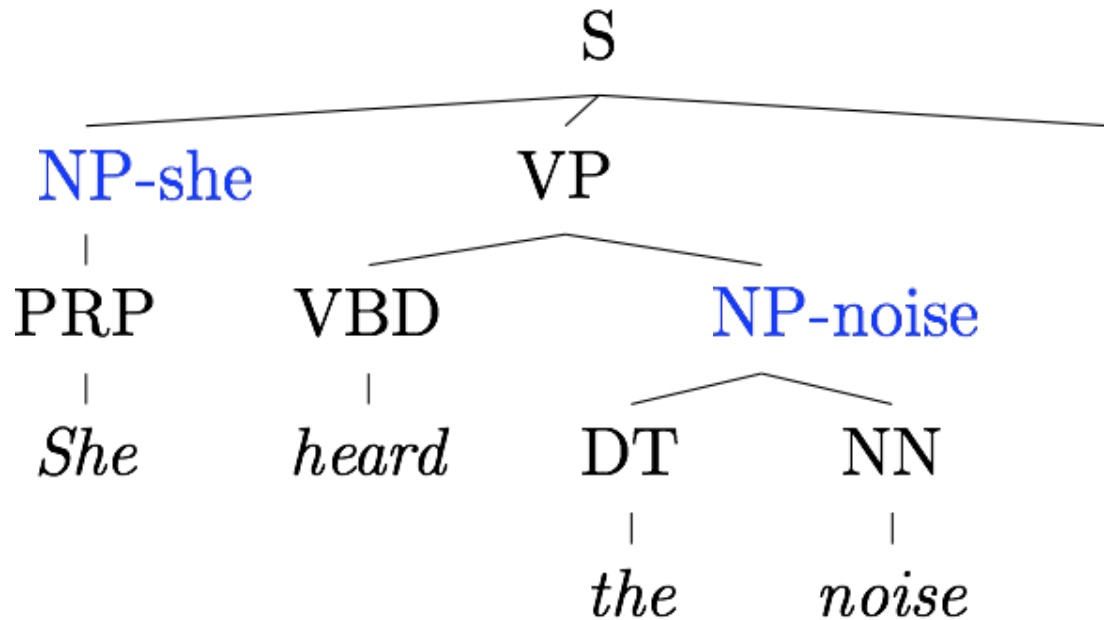 S
NP-she VP
PRP VBD NP-noise
She heard DT NN
the noise